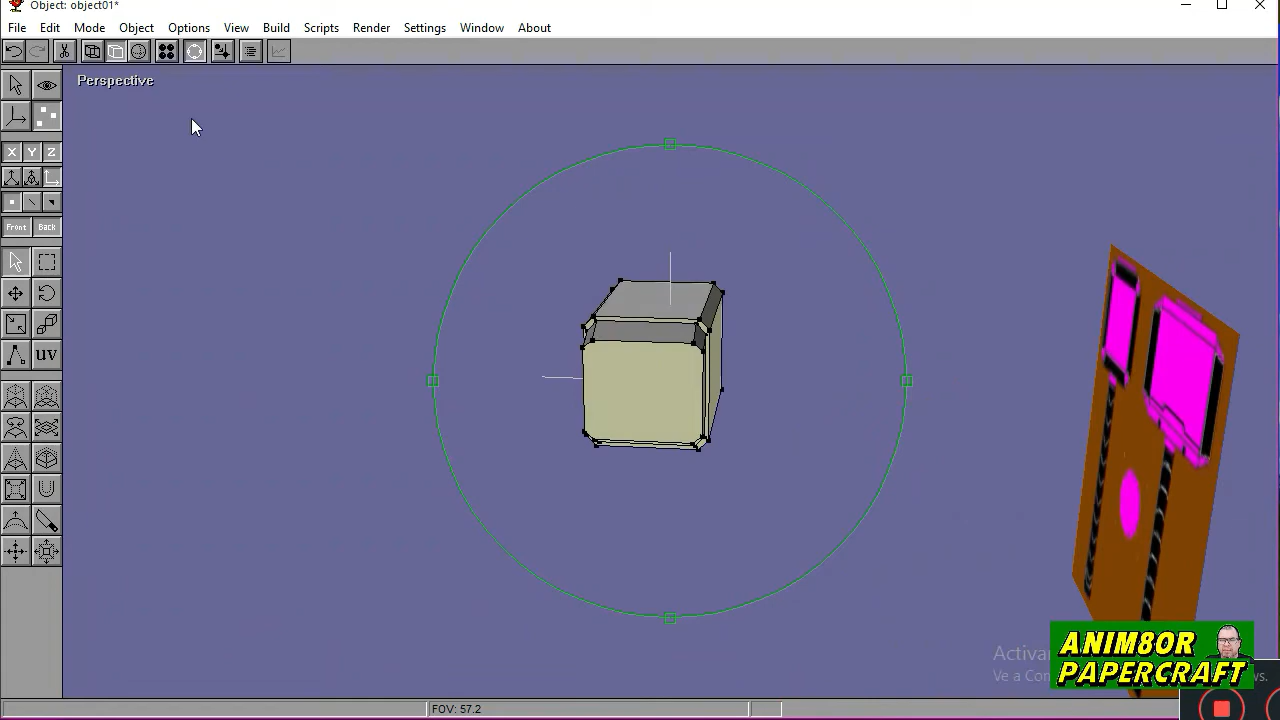 Object: object01*
File Edit Mode Object Options View Build Scripts Render Settings Window About
Perspective
X Y Z
Front Back
uv
ANIM8OR
PAPERCRAFT
Ve a
FOV: 57.2